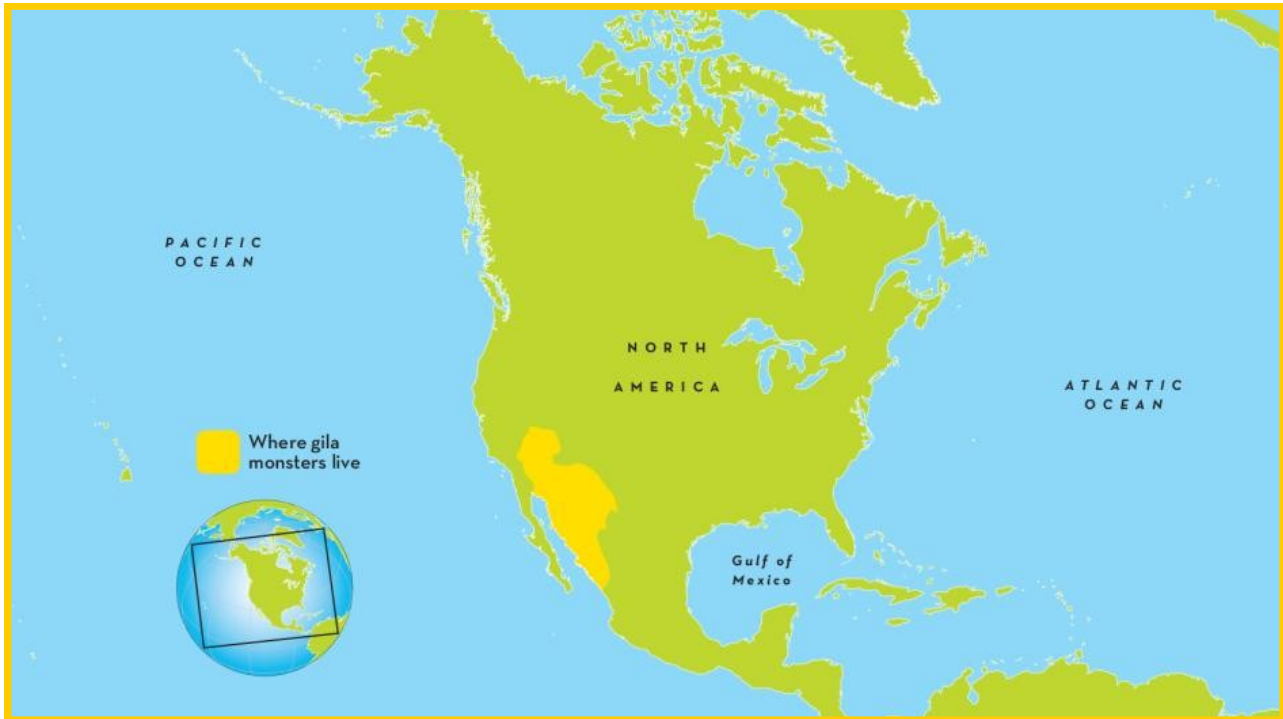 PACIFIC
OCEAN
NORTH
AMERICA
ATLANTIC
OCEAN
Where gila
monsters live
Gulf of
Mexico